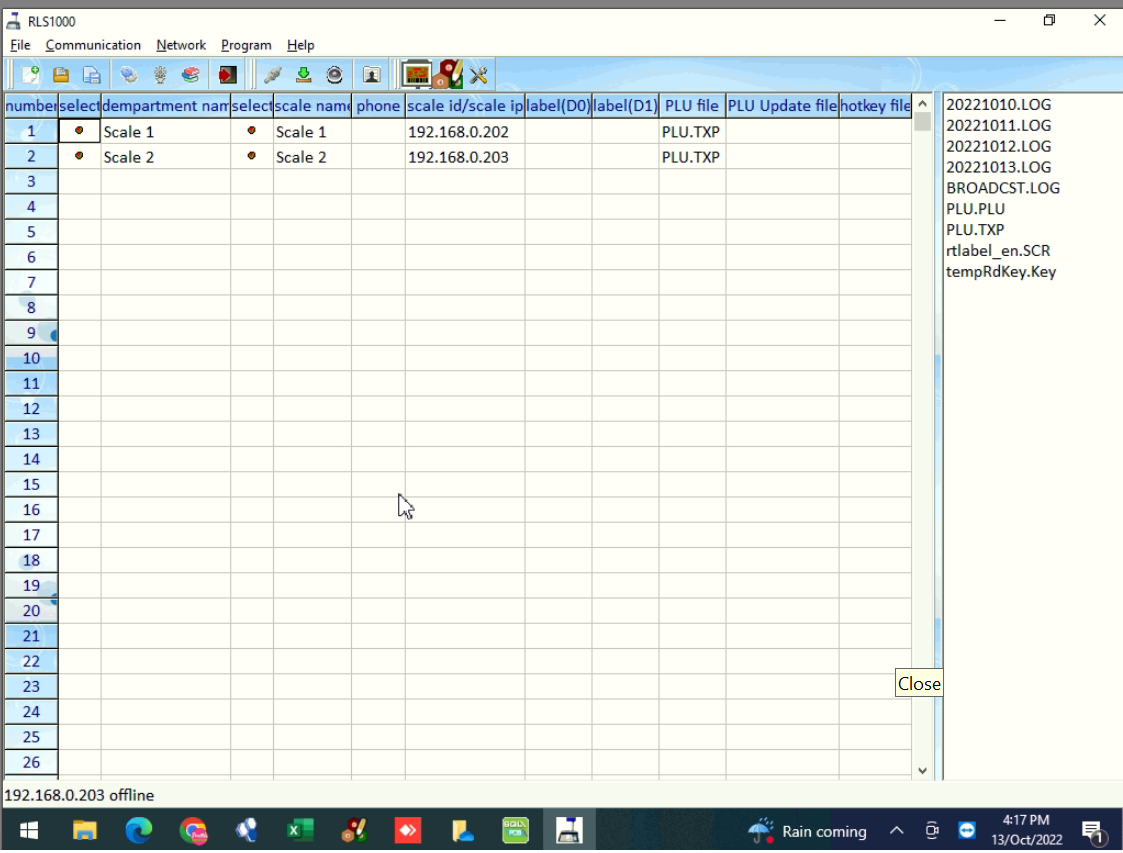 RLS1000
File Communication Network Program Help
number select dempartment nam select scale name phone scale id/scale ip label(D0) label(D1) PLU file PLU Update file hotkey file
1 Scale 1 Scale 1 192.168.0.202 PLU.TXP
2 Scale 2 Scale 2 192.168.0.203 PLU.TXP
3
4
5
6
7
8
9
10
11
12
13
14
15
16
17
18
19
20
21
22
23
24
25
26
20221010.LOG
20221011.LOG
20221012.LOG
20221013.LOG
BROADCST.LOG
PLU.PLU
PLU.TXP
rtlabel_en.SCR
tempRdKey.Key
Close
192.168.0.203 offline
Rain coming
4:17 PM
13/Oct/2022
1